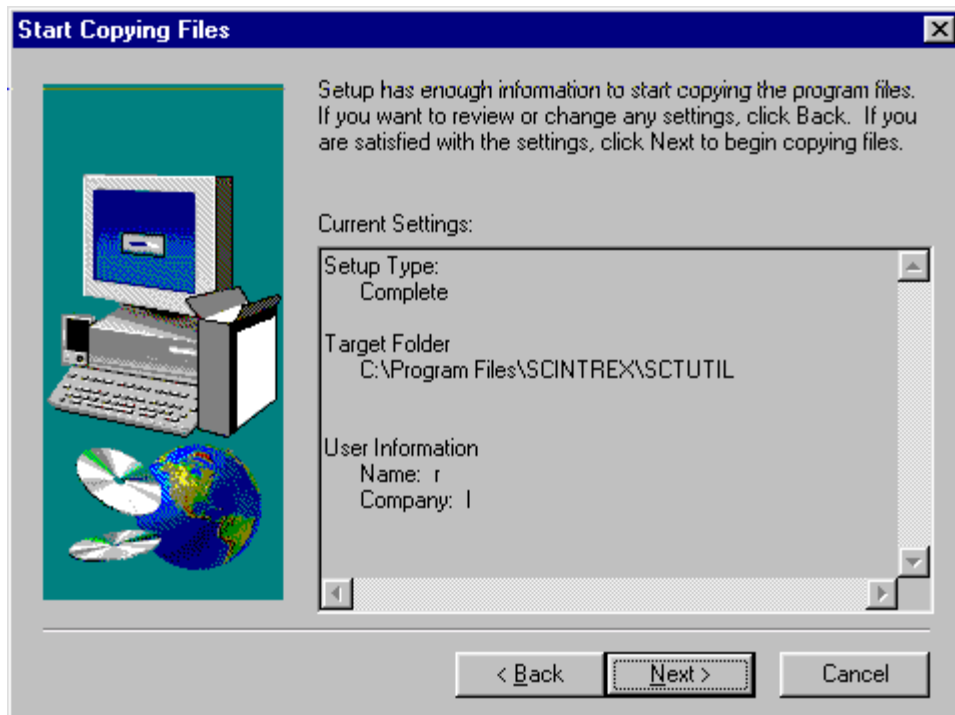 Start Copying Files
Setup has enough information to start copying the program files.
If you want to review or change any settings, click Back. If you
are satisfied with the settings, click Next to begin copying files.
Current Settings:
Setup Type:
Complete
Target Folder
C:\Program Files\SCINTREX\SCTUTIL
User Information
Name: r
Company: l
< Back
Next >
Cancel